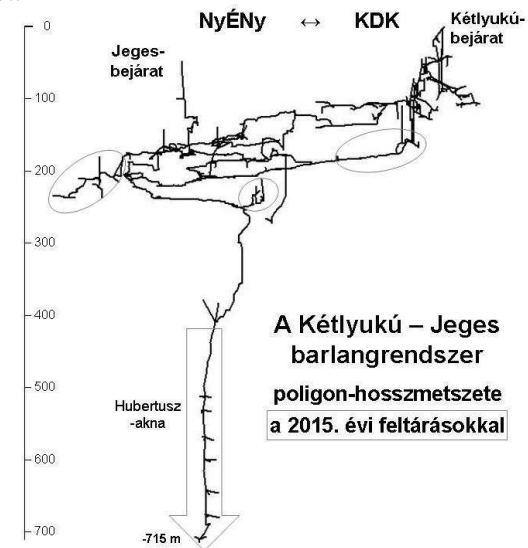 NyÉNy ↔ KDK
Kétlyukú-
bejárat
Jeges-
bejárat
0
100
200
300
400
500
600
700
A Kétlyukú – Jeges
barlangrendszer
poligon-hosszmetszete
a 2015. évi feltárásokkal
Hubertusz
-akna
-715 m